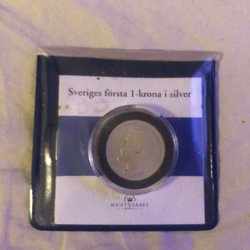 Sveriges första 1-krona i silver
MYNTVERKET